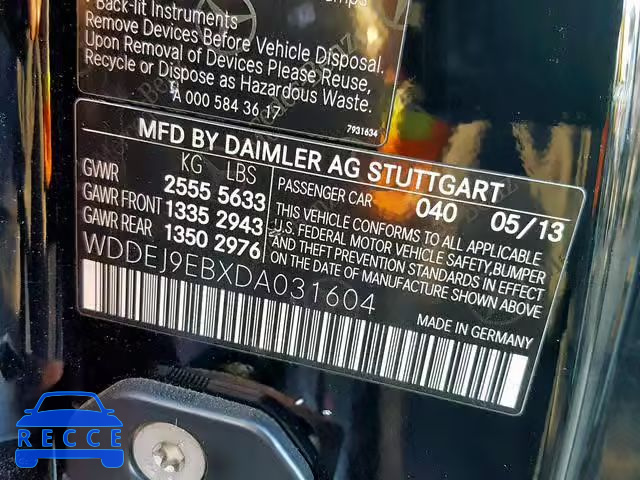 Back-lit Instruments
Remove Devices Before Vehicle Disposal.
Upon Removal of Devices Please Reuse,
Recycle or Dispose as Hazardous Waste.
A 000 584 36 17
7931634
MFD BY DAIMLER AG STUTTGART
KG LBS
GWR 2555 5633
GAWR FRONT 1335 2943
GAWR REAR 1350 2976
PASSENGER CAR 040 05/13
THIS VEHICLE CONFORMS TO ALL APPLICABLE
U.S. FEDERAL MOTOR VEHICLE SAFETY, BUMPER
AND THEFT PREVENTION STANDARDS IN EFFECT
ON THE DATE OF MANUFACTURE SHOWN ABOVE
WDDEJ9EBXDA031604
MADE IN GERMANY
RECCE